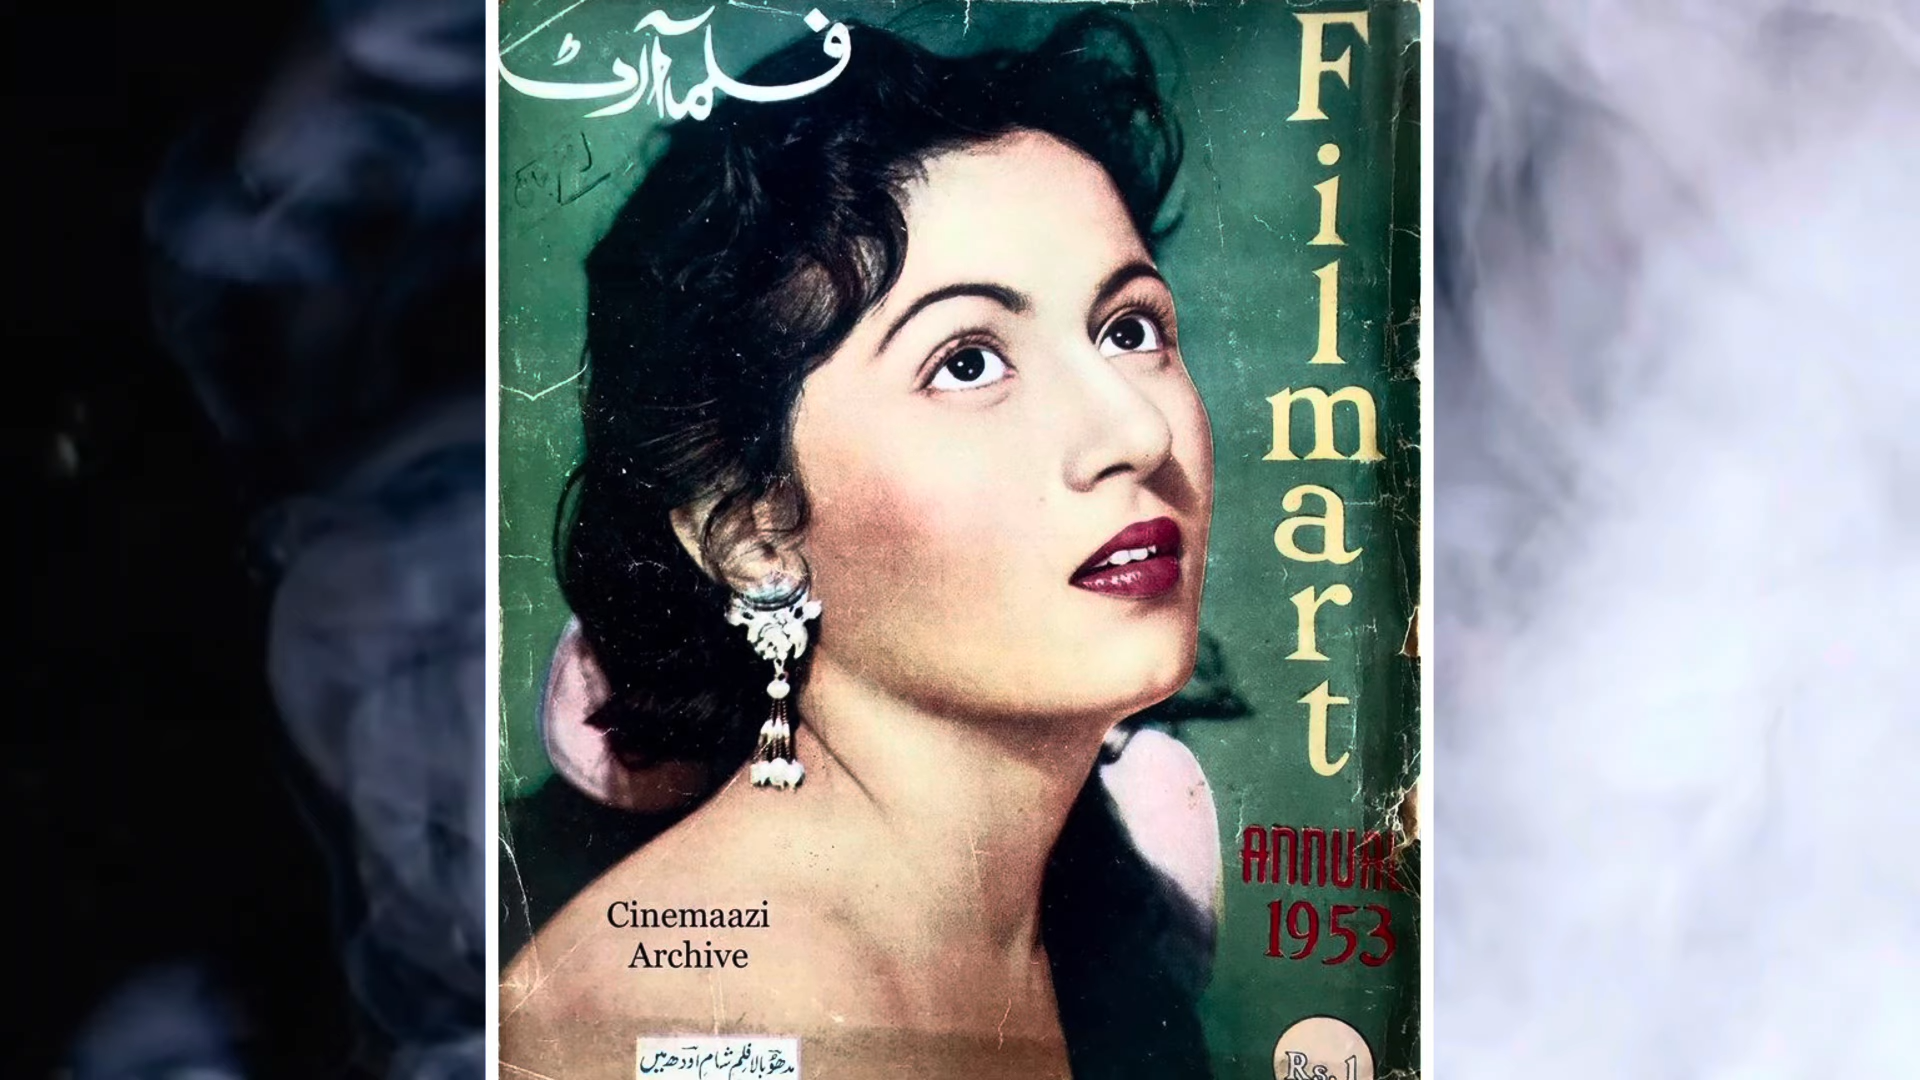 فلم آرٹ
Filmart
ANNUAL
1953
Cinemaazi
Archive
مدھوبالا فلم شام اودھ میں
Rs. 1